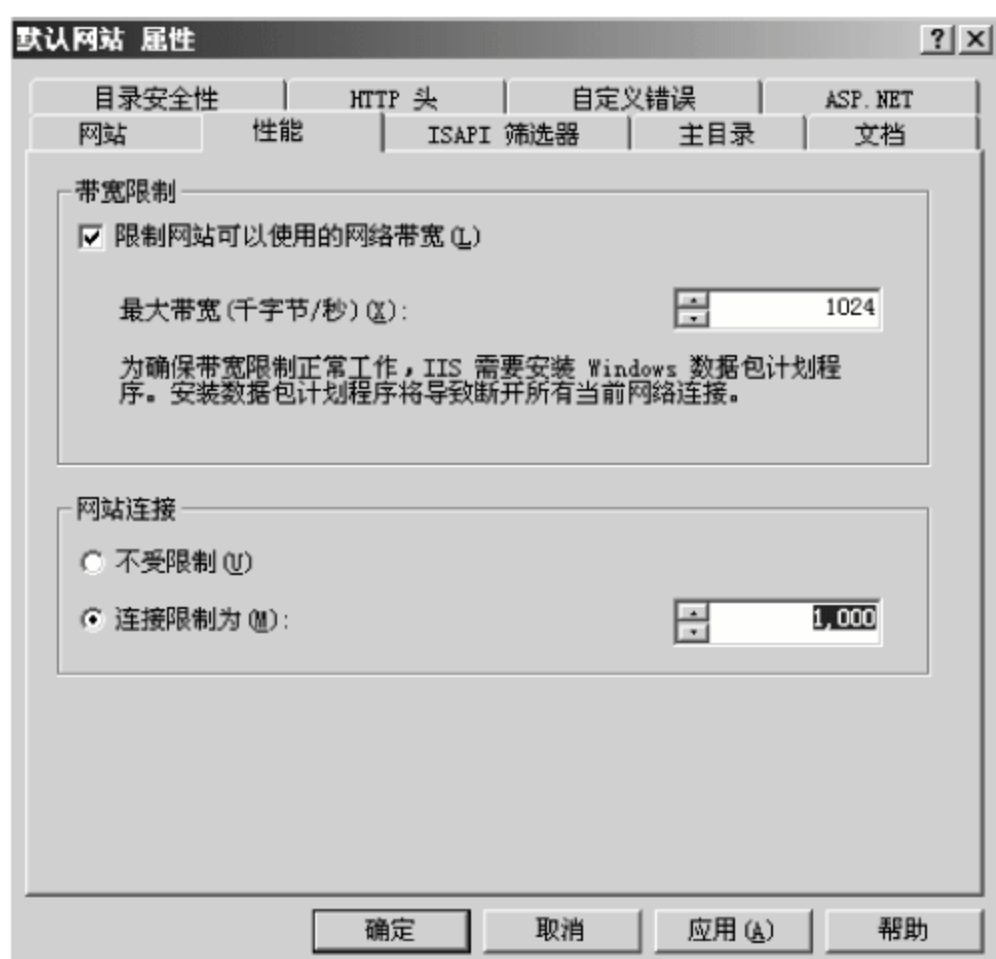 默认网站 属性
目录安全性 HTTP 头 自定义错误 ASP.NET
网站 性能 ISAPI 筛选器 主目录 文档
带宽限制
限制网站可以使用的网络带宽(L)
最大带宽(千字节/秒)(X): 1024
为确保带宽限制正常工作，IIS 需要安装 Windows 数据包计划程
序。安装数据包计划程序将导致断开所有当前网络连接。
网站连接
不受限制(U)
连接限制为(M): 1,000
确定 取消 应用(A) 帮助